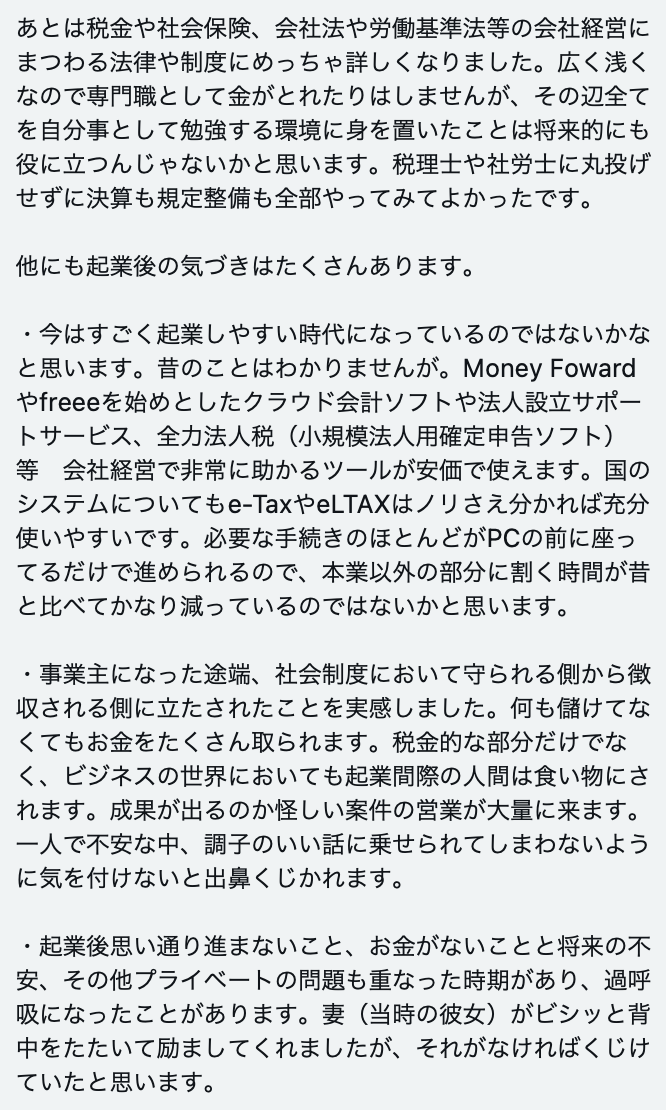 あとは税金や社会保険、会社法や労働基準法等の会社経営に
まつわる法律や制度にめっちゃ詳しくなりました。広く浅く
なので専門職として金がとれたりはしませんが、その辺全て
を自分事として勉強する環境に身を置いたことは将来的にも
役に立つんじゃないかと思います。税理士や社労士に丸投げ
せずに決算も規定整備も全部やってみてよかったです。
他にも起業後の気づきはたくさんあります。
・今はすごく起業しやすい時代になっているのではないかな
と思います。昔のことはわかりませんが。Money Foward
やfreeeを始めとしたクラウド会計ソフトや法人設立サポー
トサービス、全力法人税（小規模法人用確定申告ソフト）
等　会社経営で非常に助かるツールが安価で使えます。国の
システムについてもe-TaxやeLTAXはノリさえ分かれば充分
使いやすいです。必要な手続きのほとんどがPCの前に座っ
てるだけで進められるので、本業以外の部分に割く時間が昔
と比べてかなり減っているのではないかと思います。
・事業主になった途端、社会制度において守られる側から徴
収される側に立たされたことを実感しました。何も儲けてな
くてもお金をたくさん取られます。税金的な部分だけでな
く、ビジネスの世界においても起業間際の人間は食い物にさ
れます。成果が出るのか怪しい案件の営業が大量に来ます。
一人で不安な中、調子のいい話に乗せられてしまわないよう
に気を付けないと出鼻くじかれます。
・起業後思い通り進まないこと、お金がないことと将来の不
安、その他プライベートの問題も重なった時期があり、過呼
吸になったことがあります。妻（当時の彼女）がビシッと背
中をたたいて励ましてくれましたが、それがなければくじけ
ていたと思います。